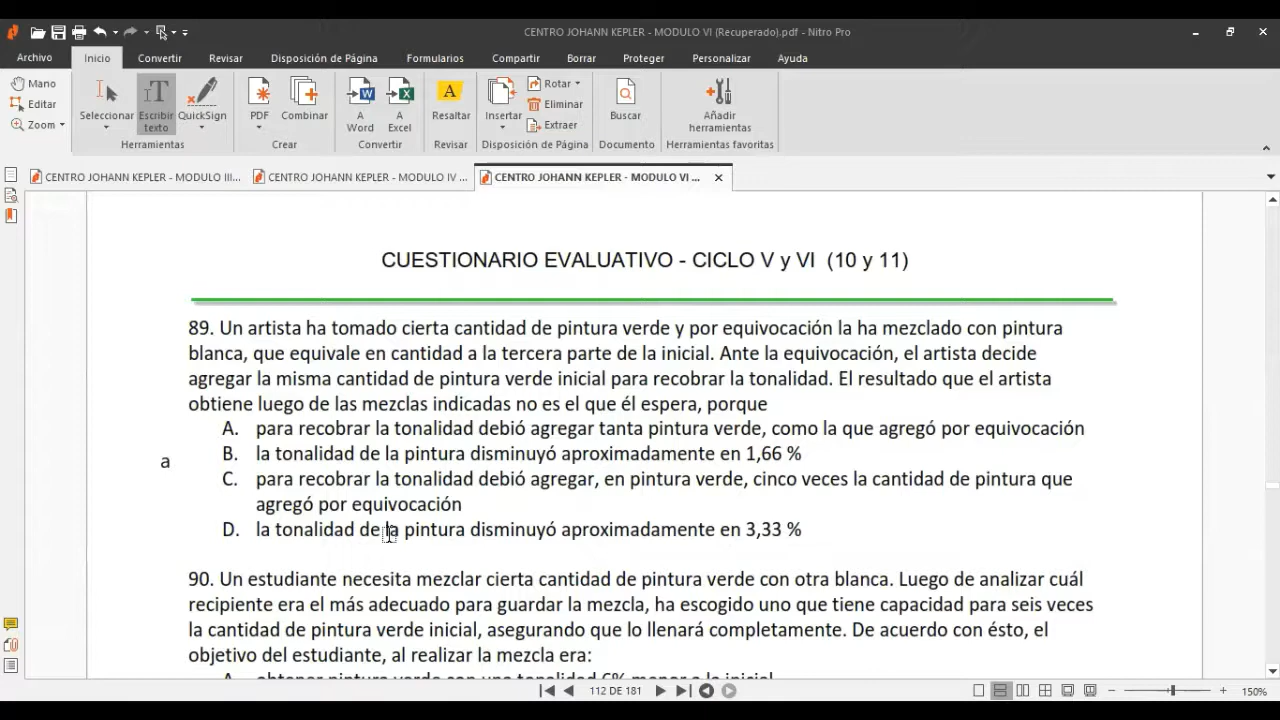 CENTRO JOHANN KEPLER - MODULO VI (Recuperado).pdf - Nitro Pro
Archivo Inicio Convertir Revisar Disposición de Página Formularios Compartir Borrar Proteger Personalizar Ayuda
Mano
Editar
Zoom
Seleccionar
Escribir texto
QuickSign
Herramientas
PDF
Combinar
Crear
A Word
A Excel
Convertir
Resaltar
Revisar
Insertar
Rotar
Eliminar
Extraer
Disposición de Página
Buscar
Documento
Añadir herramientas
Herramientas favoritas
CENTRO JOHANN KEPLER - MODULO III...
CENTRO JOHANN KEPLER - MODULO IV ...
CENTRO JOHANN KEPLER - MODULO VI ...
CUESTIONARIO EVALUATIVO - CICLO V y VI (10 y 11)
89. Un artista ha tomado cierta cantidad de pintura verde y por equivocación la ha mezclado con pintura
blanca, que equivale en cantidad a la tercera parte de la inicial. Ante la equivocación, el artista decide
agregar la misma cantidad de pintura verde inicial para recobrar la tonalidad. El resultado que el artista
obtiene luego de las mezclas indicadas no es el que él espera, porque
A. para recobrar la tonalidad debió agregar tanta pintura verde, como la que agregó por equivocación
B. la tonalidad de la pintura disminuyó aproximadamente en 1,66 %
a
C. para recobrar la tonalidad debió agregar, en pintura verde, cinco veces la cantidad de pintura que
agregó por equivocación
D. la tonalidad de la pintura disminuyó aproximadamente en 3,33 %
90. Un estudiante necesita mezclar cierta cantidad de pintura verde con otra blanca. Luego de analizar cuál
recipiente era el más adecuado para guardar la mezcla, ha escogido uno que tiene capacidad para seis veces
la cantidad de pintura verde inicial, asegurando que lo llenará completamente. De acuerdo con ésto, el
objetivo del estudiante, al realizar la mezcla era:
A. obtener pintura verde con una tonalidad 6% menor a la inicial
112 DE 181
150%